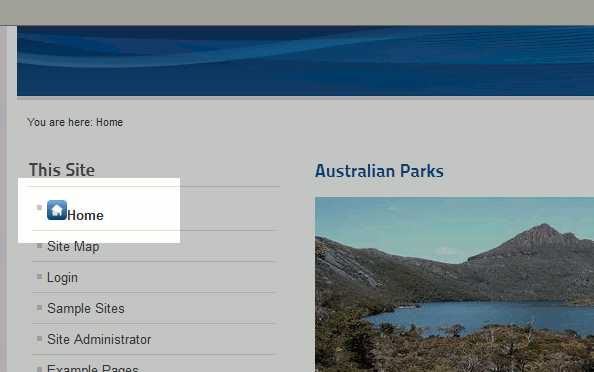 You are here: Home
This Site
Home
Site Map
Login
Sample Sites
Site Administrator
Example Pages
Australian Parks